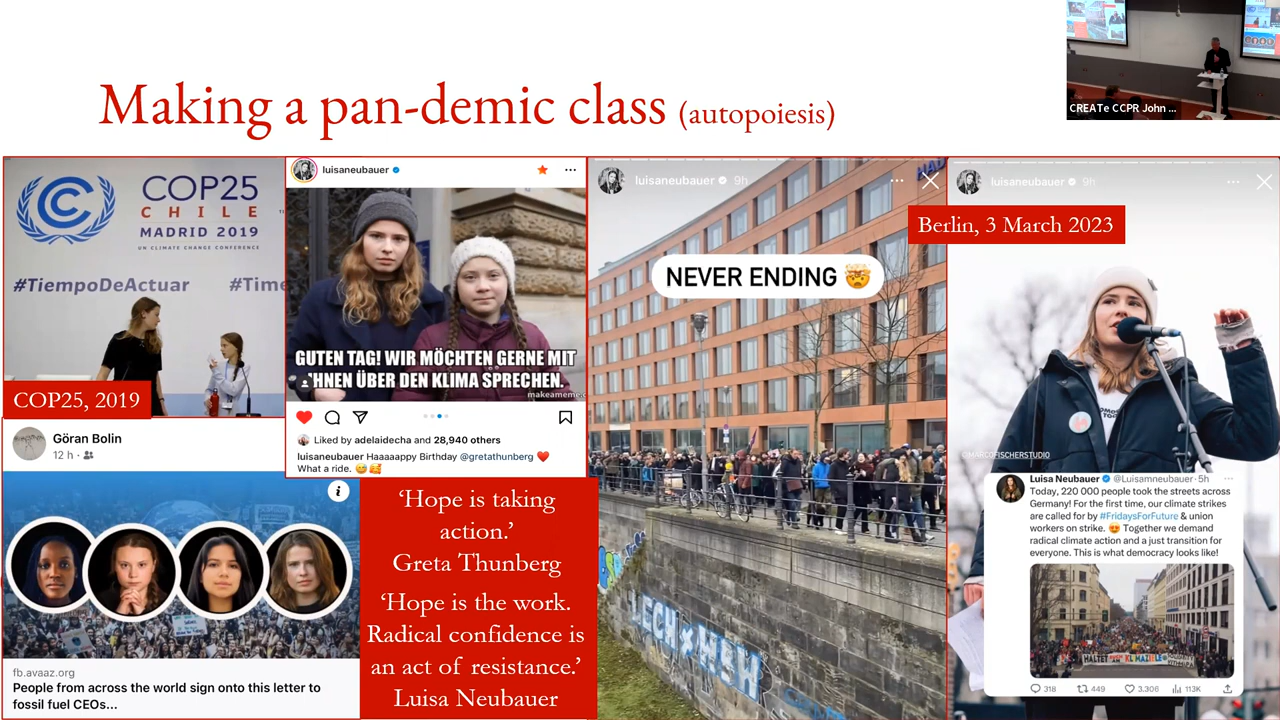 Making a pan-demic class (autopoiesis)
CREATe CCPR John ...
COP25
CHILE
MADRID 2019
UN CLIMATE CHANGE CONFERENCE
#TiempoDeActuar #Time
COP25, 2019
luisaneubauer
GUTEN TAG! WIR MÖCHTEN GERNE MIT
IHNEN ÜBER DEN KLIMA SPRECHEN.
makeameme.
Liked by adelaidecha and 28,940 others
luisaneubauer Haaaaappy Birthday @gretathunberg ❤️
What a ride. 😅🥰
Göran Bolin
12 h ·
fb.avaaz.org
People from across the world sign onto this letter to
fossil fuel CEOs...
‘Hope is taking
action.’
Greta Thunberg
‘Hope is the work.
Radical confidence is
an act of resistance.’
Luisa Neubauer
luisaneubauer 9h
NEVER ENDING 🤯
luisaneubauer 9h
Berlin, 3 March 2023
@MARCOFISCHERSTUDIO
Luisa Neubauer @Luisamneubauer · 5h
Today, 220 000 people took the streets across
Germany! For the first time, our climate strikes
are called for by #FridaysForFuture & union
workers on strike. 😍 Together we demand
radical climate action and a just transition for
everyone. This is what democracy looks like!
318 449 3.306 113K